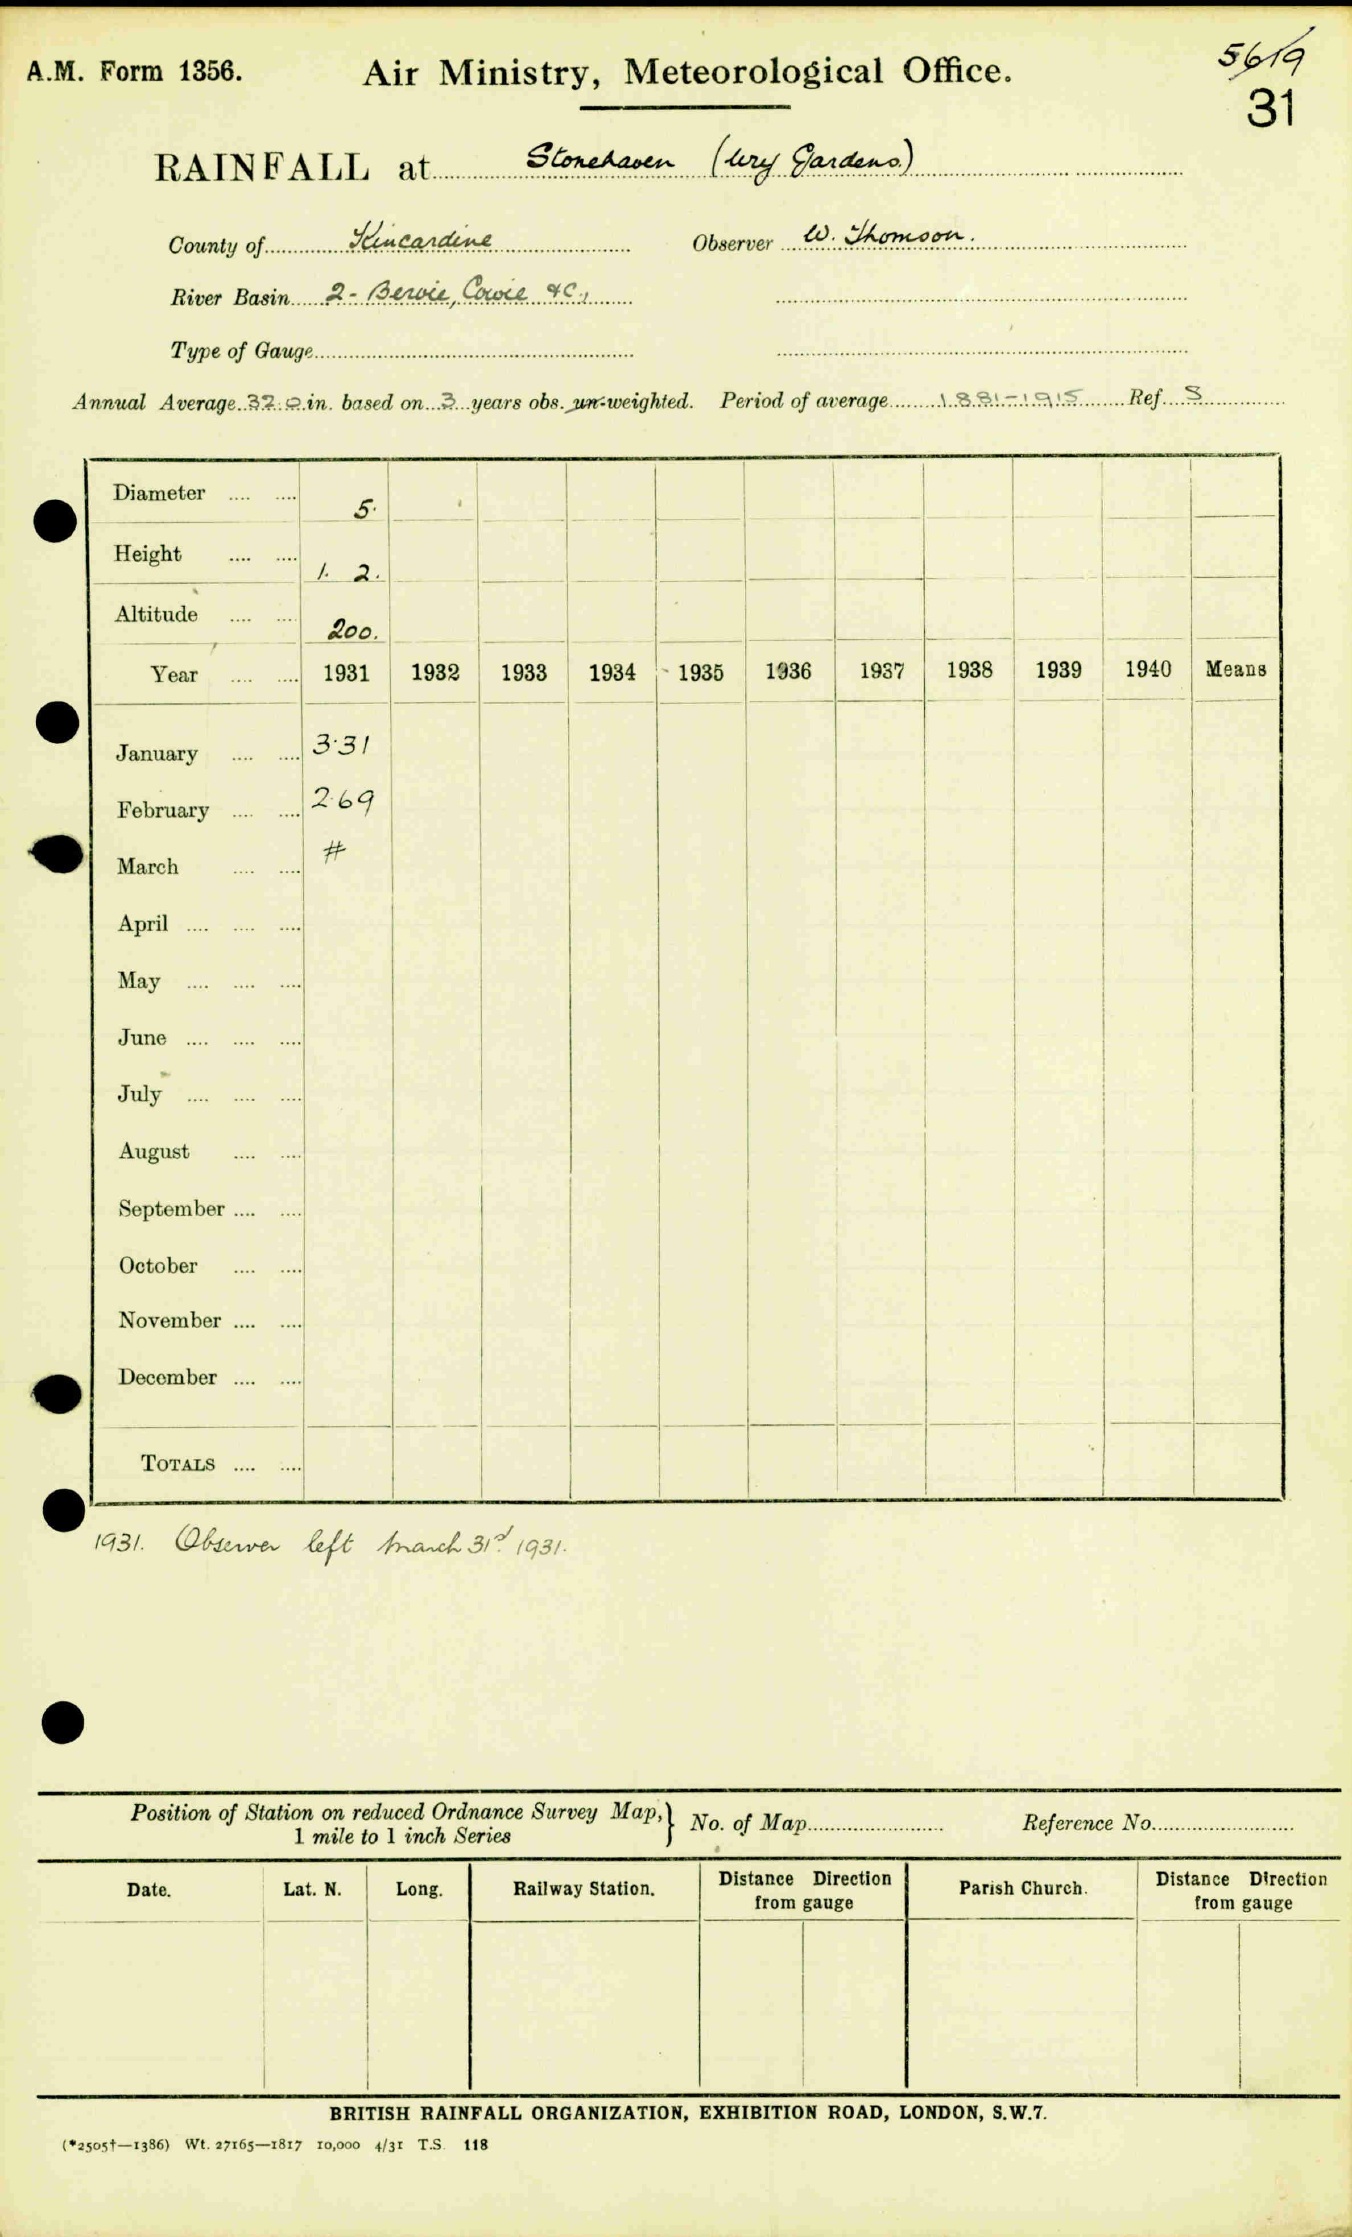 A.M. Form 1356.
Air Ministry, Meteorological Office.
5619
31
RAINFALL at Stonehaven (Ury Gardens.)
County of Kincardine Observer W. Thomson.
River Basin 2 - Bervie, Cowie &c.,
Type of Gauge
Annual Average 32.0 in. based on 3 years obs. un-weighted. Period of average 1881-1915 Ref. S
Diameter .... .... 5.
Height .... .... 1. 2.
Altitude .... .... 200.
Year .... .... 1931 1932 1933 1934 1935 1936 1937 1938 1939 1940 Means
January .... .... 3.31
February .... .... 2.69
March .... .... #
April .... .... ....
May .... .... ....
June .... .... ....
July .... .... ....
August .... ....
September .... ....
October .... ....
November .... ....
December .... ....
TOTALS .... ....
1931. Observer left March 31st 1931.
Position of Station on reduced Ordnance Survey Map, } No. of Map Reference No.
1 mile to 1 inch Series
Date. Lat. N. Long. Railway Station. Distance Direction from gauge Parish Church. Distance Direction from gauge
BRITISH RAINFALL ORGANIZATION, EXHIBITION ROAD, LONDON, S.W.7.
(*2505†—1386) Wt. 27165—1817 10,000 4/31 T.S. 118